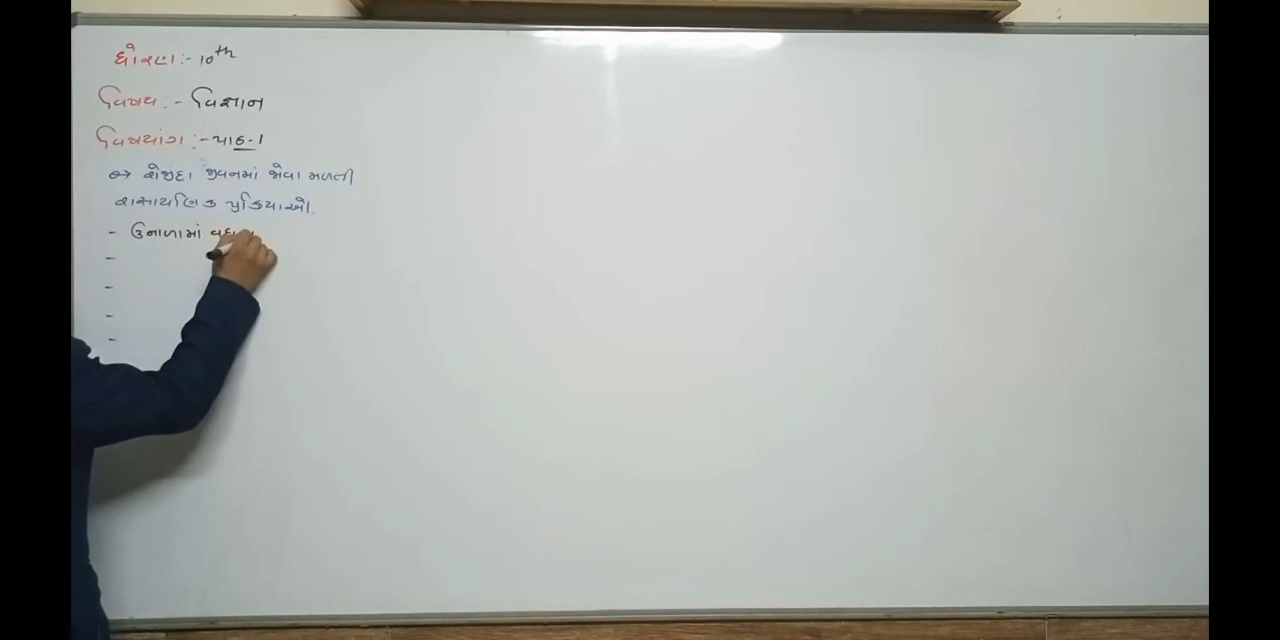 ધોરણ :- 10th
વિષય :- વિજ્ઞાન
વિષયાંગ :- પાઠ-1
રોજીંદા જીવનમાં જોવા મળતી
રાસાયણિક પ્રક્રિયાઓ.
- ઉનાળામાં
-
-
-
-